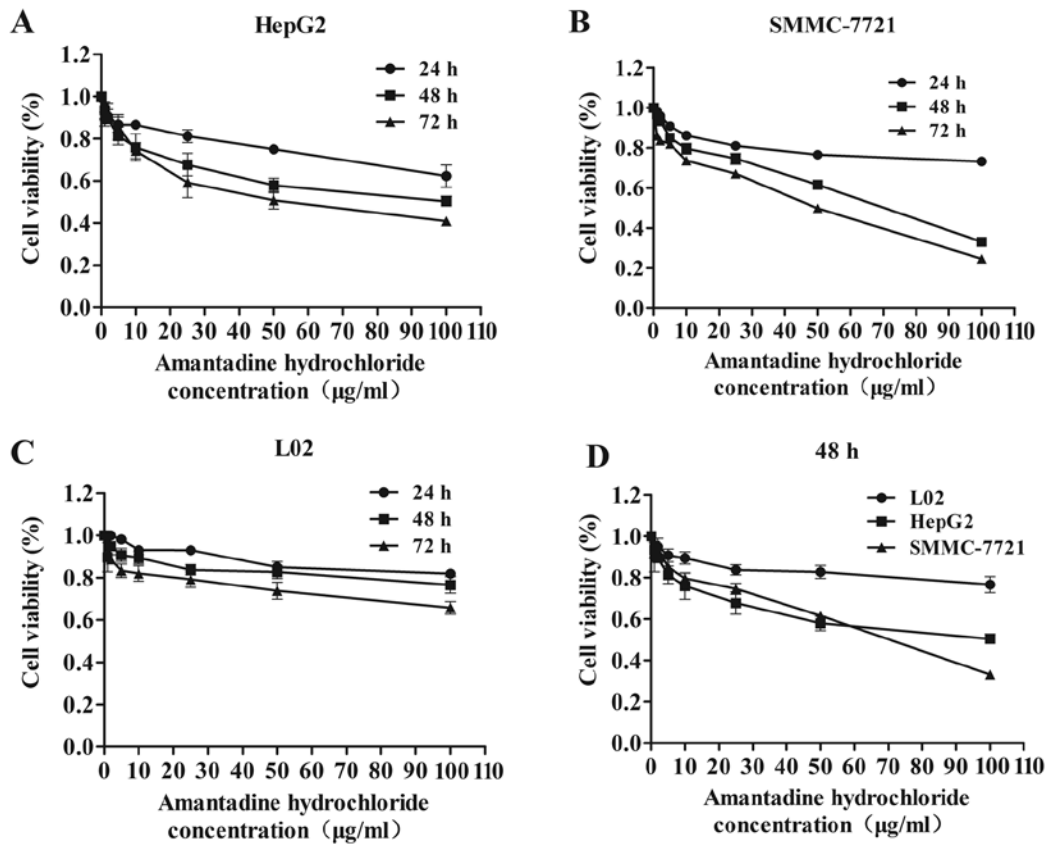 A
HepG2
1.2
1.0
0.8
0.6
0.4
0.2
0.0
Cell viability (%)
24 h
48 h
72 h
0 10 20 30 40 50 60 70 80 90 100 110
Amantadine hydrochloride
concentration（μg/ml）
B
SMMC-7721
1.2
1.0
0.8
0.6
0.4
0.2
0.0
Cell viability (%)
24 h
48 h
72 h
0 10 20 30 40 50 60 70 80 90 100 110
Amantadine hydrochloride
concentration（μg/ml）
C
L02
1.2
1.0
0.8
0.6
0.4
0.2
0.0
Cell viability (%)
24 h
48 h
72 h
0 10 20 30 40 50 60 70 80 90 100 110
Amantadine hydrochloride
concentration（μg/ml）
D
48 h
1.2
1.0
0.8
0.6
0.4
0.2
0.0
Cell viability (%)
L02
HepG2
SMMC-7721
0 10 20 30 40 50 60 70 80 90 100 110
Amantadine hydrochloride
concentration（μg/ml）